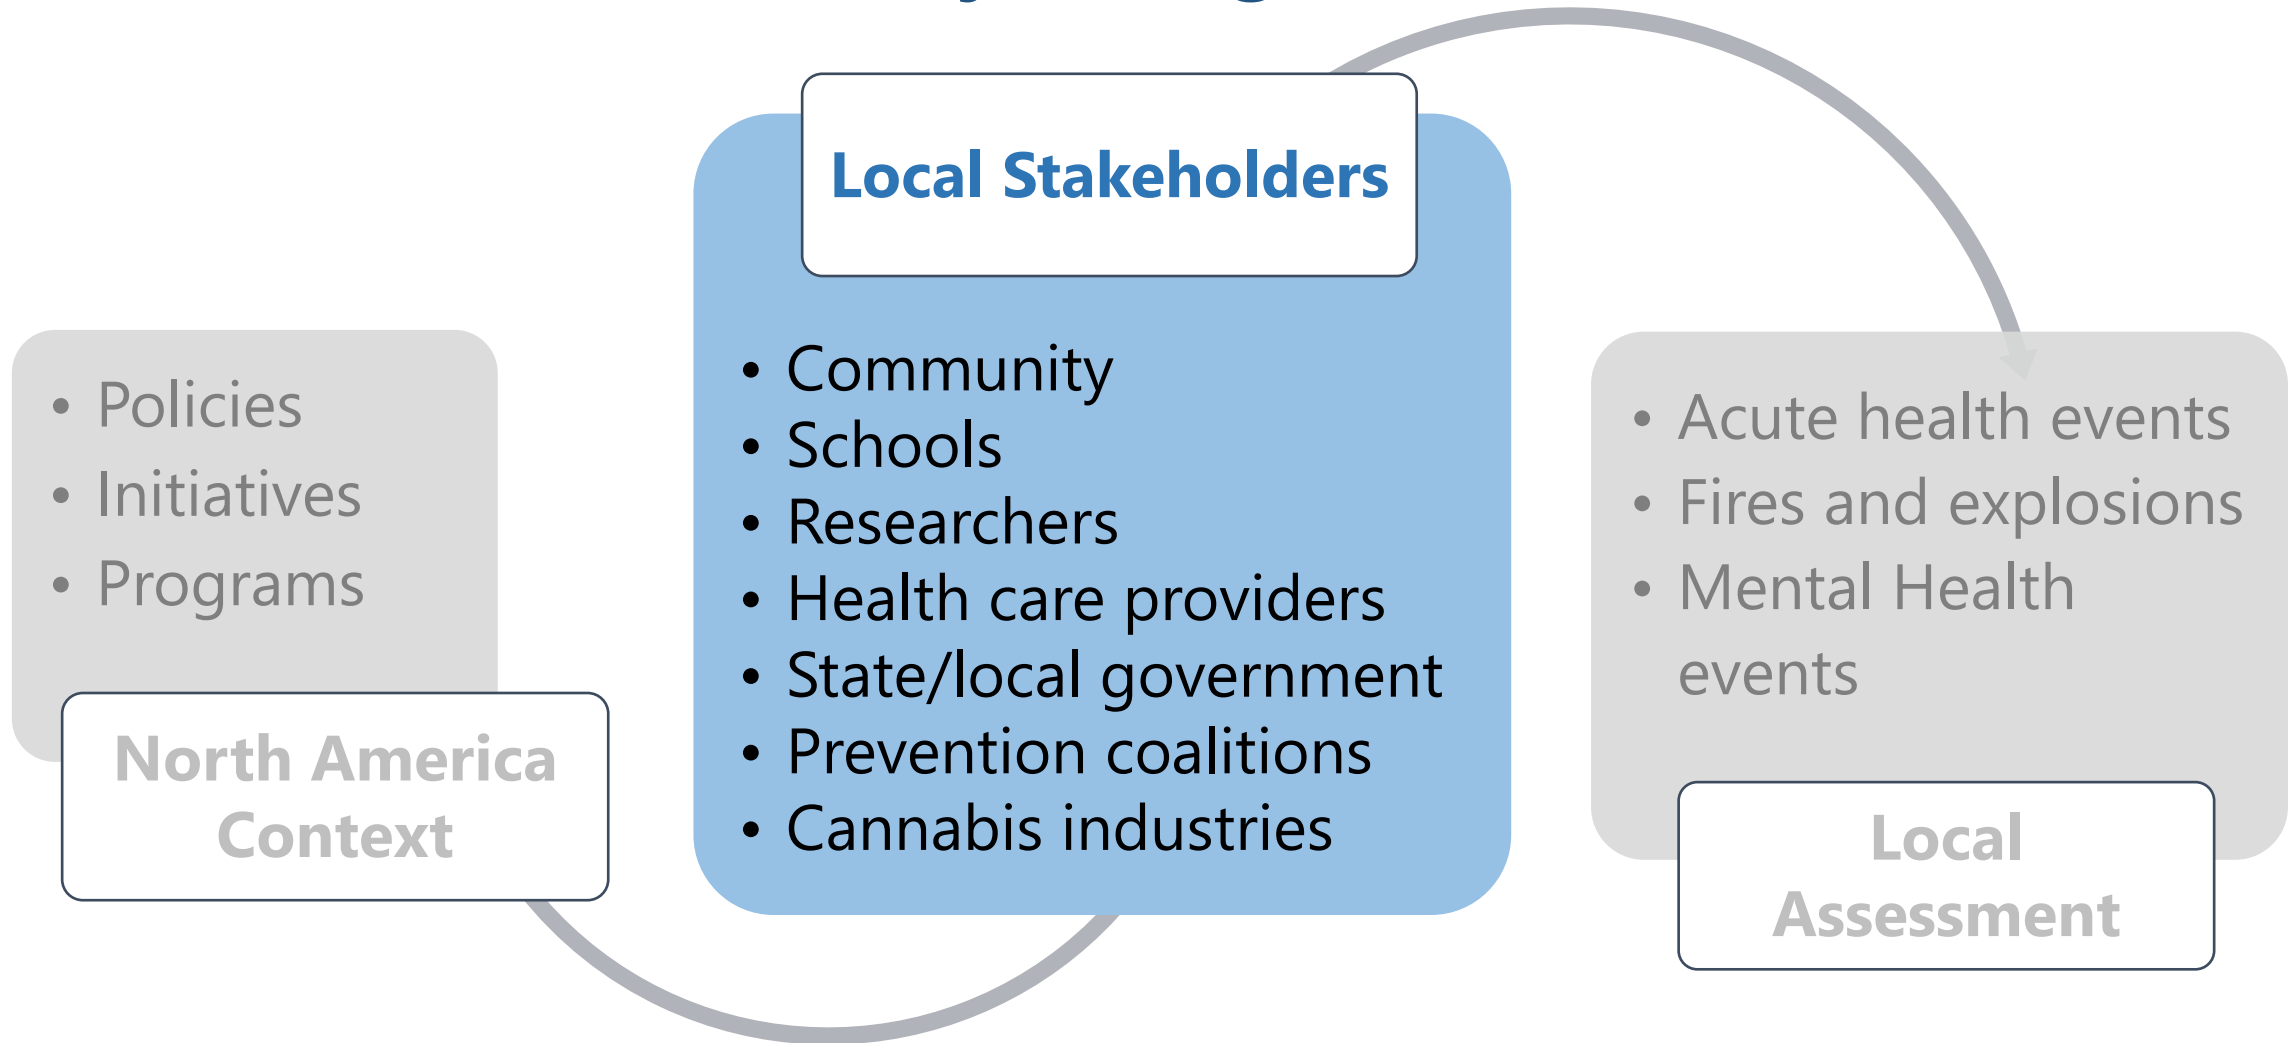 • Policies
• Initiatives
• Programs
North America
Context
Local Stakeholders
• Community
• Schools
• Researchers
• Health care providers
• State/local government
• Prevention coalitions
• Cannabis industries
• Acute health events
• Fires and explosions
• Mental Health
events
Local
Assessment